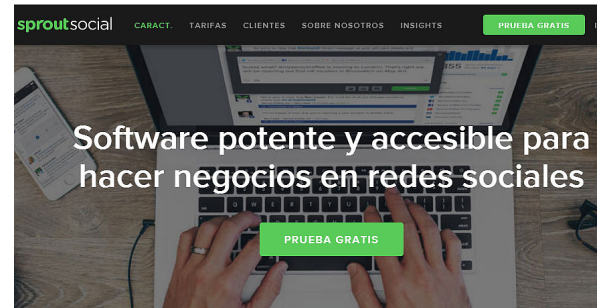 sproutsocial
CARACT. TARIFAS CLIENTES SOBRE NOSOTROS INSIGHTS PRUEBA GRATIS
Software potente y accesible para
hacer negocios en redes sociales
PRUEBA GRATIS